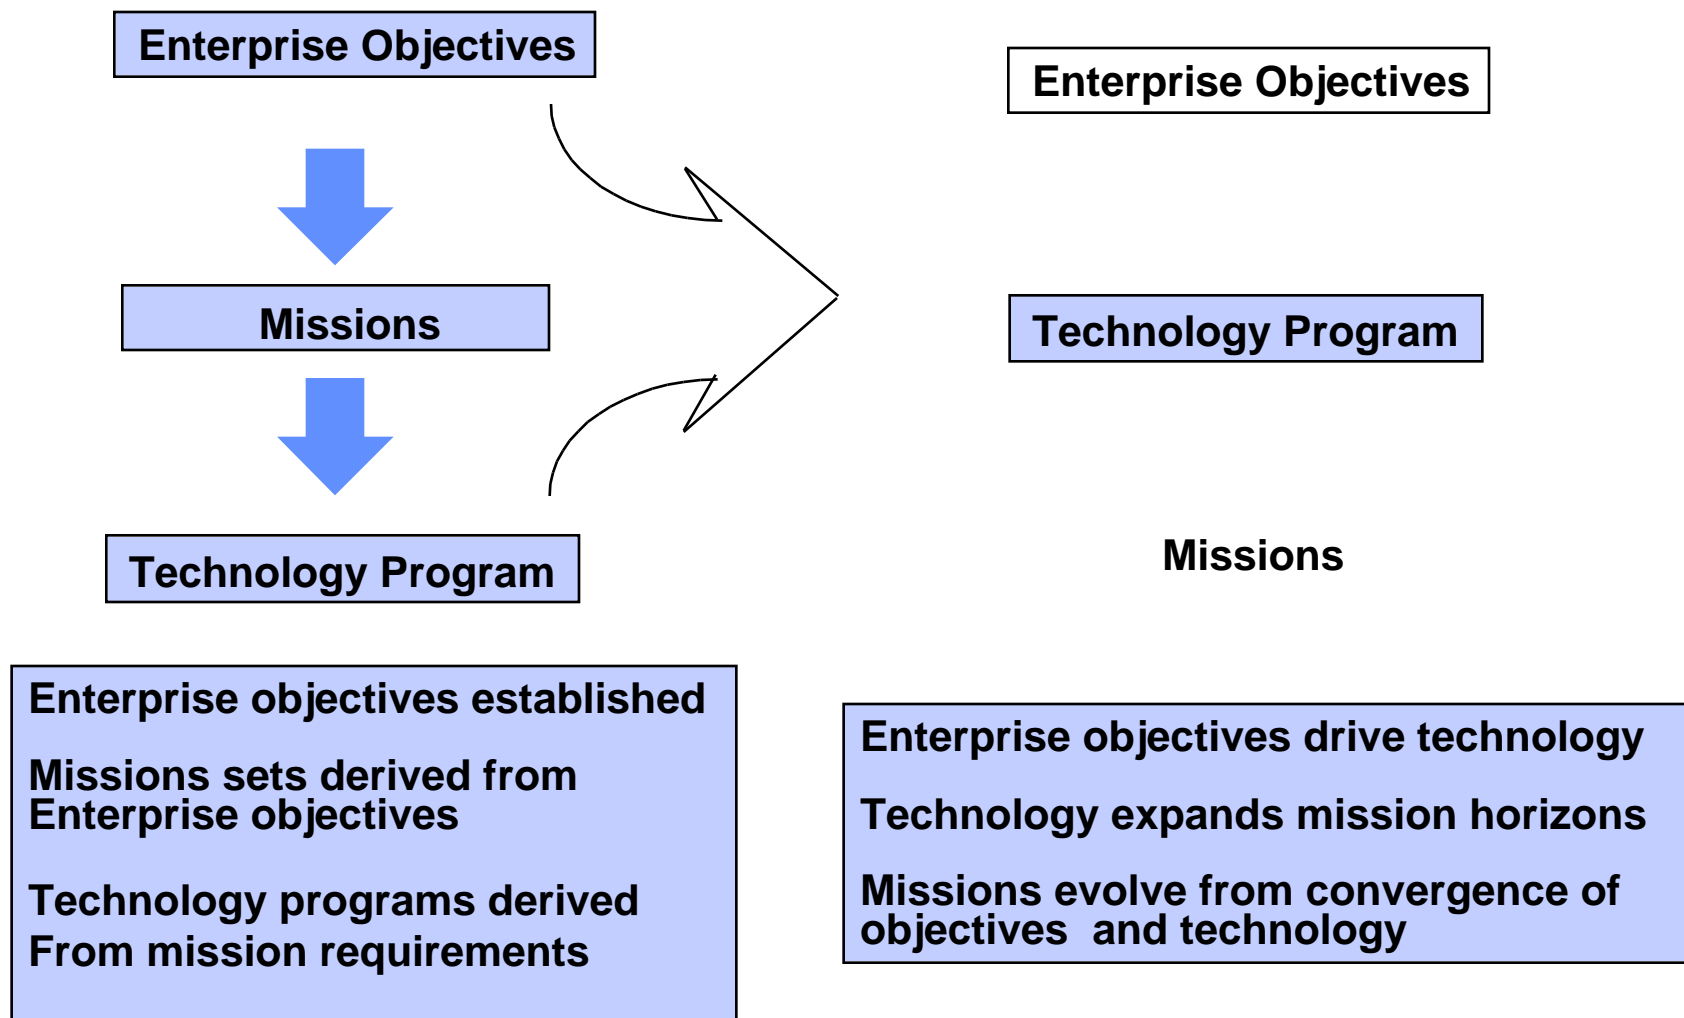 Enterprise Objectives
Missions
Technology Program
Enterprise objectives established
Missions sets derived from
Enterprise objectives
Technology programs derived
From mission requirements
Enterprise Objectives
Technology Program
Missions
Enterprise objectives drive technology
Technology expands mission horizons
Missions evolve from convergence of
objectives  and technology